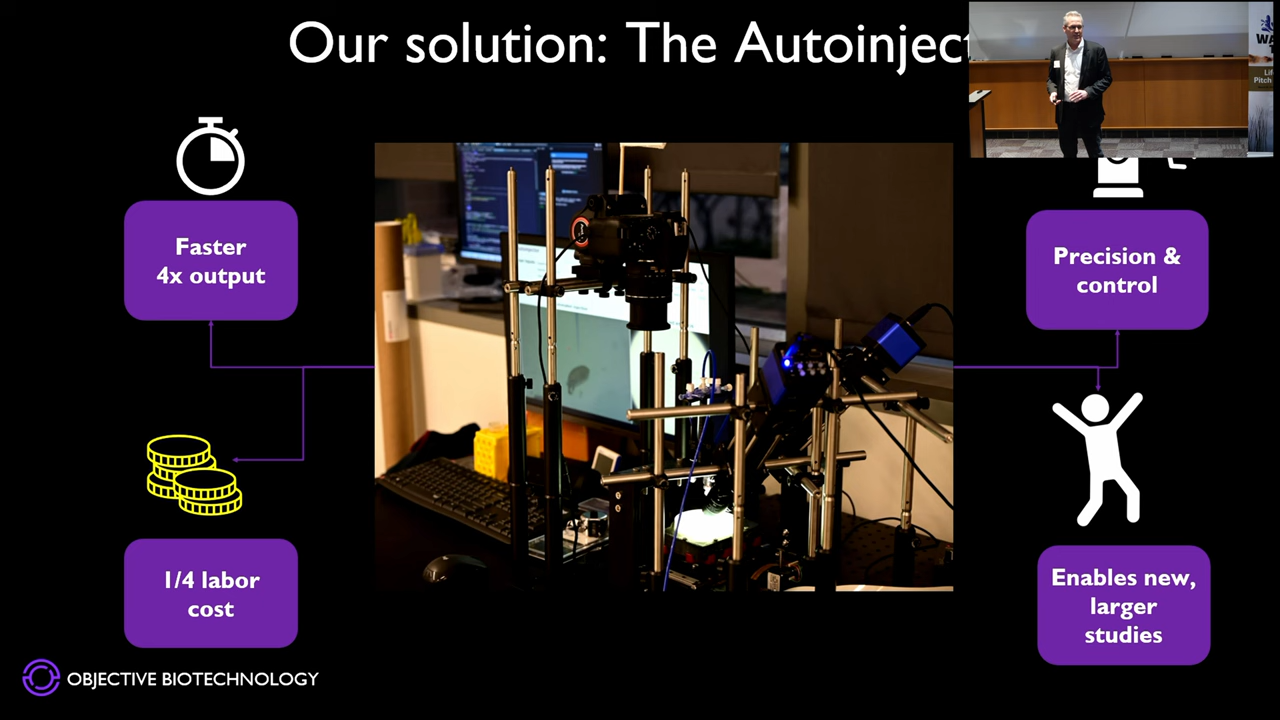 Our solution: The Autoinject
Faster
4x output
Precision &
control
1/4 labor
cost
Enables new,
larger
studies
OBJECTIVE BIOTECHNOLOGY